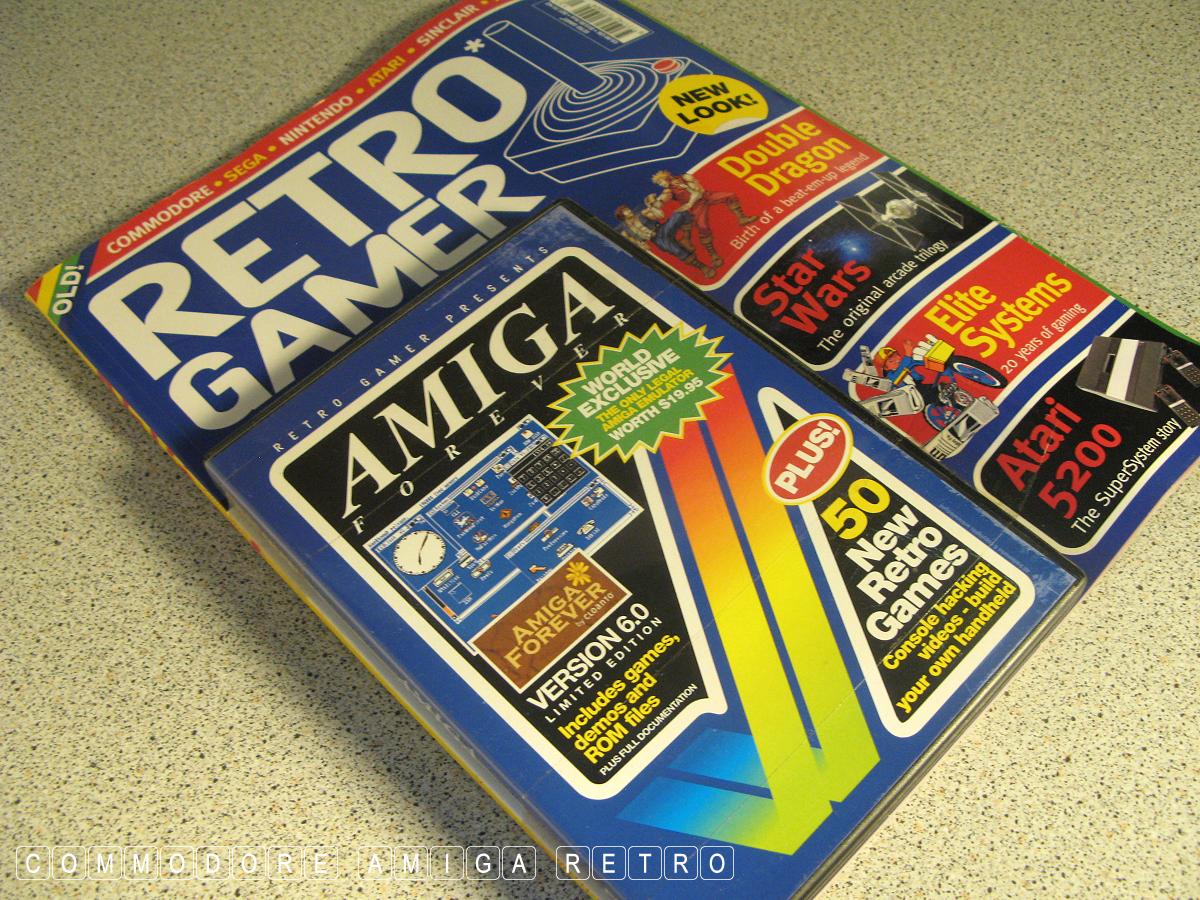 COMMODORE • SEGA • NINTENDO • ATARI • SINCLAIR •
OLD!
RETRO*
GAMER
NEW
LOOK!
Double
Dragon
Birth of a beat-em-up legend
Star
Wars
The original arcade trilogy
Elite
Systems
20 years of gaming
Atari
5200
The SuperSystem story
RETRO GAMER PRESENTS
AMIGA
FOREVER
WORLD
EXCLUSIVE
THE ONLY LEGAL
AMIGA EMULATOR
WORTH $19.95
AMIGA
FOREVER
by CLOANTO
VERSION 6.0
LIMITED EDITION
Includes games,
demos and
ROM files
PLUS FULL DOCUMENTATION
PLUS!
50
New
Retro
Games
Console hacking
videos - build
your own handheld
COMMODORE AMIGA RETRO